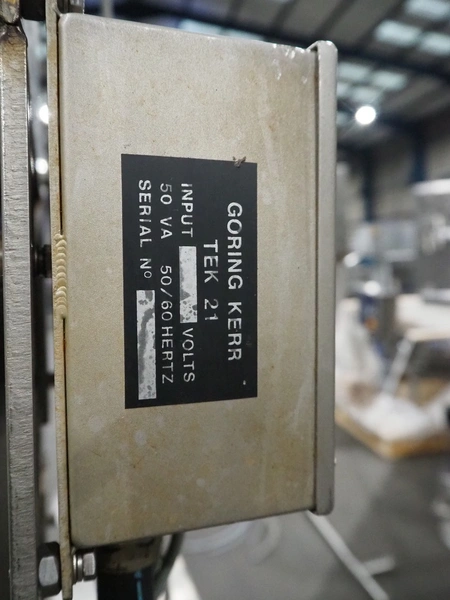 GORING KERR
TEK 21
INPUT VOLTS
50 VA 50/60 HERTZ
SERIAL Nº